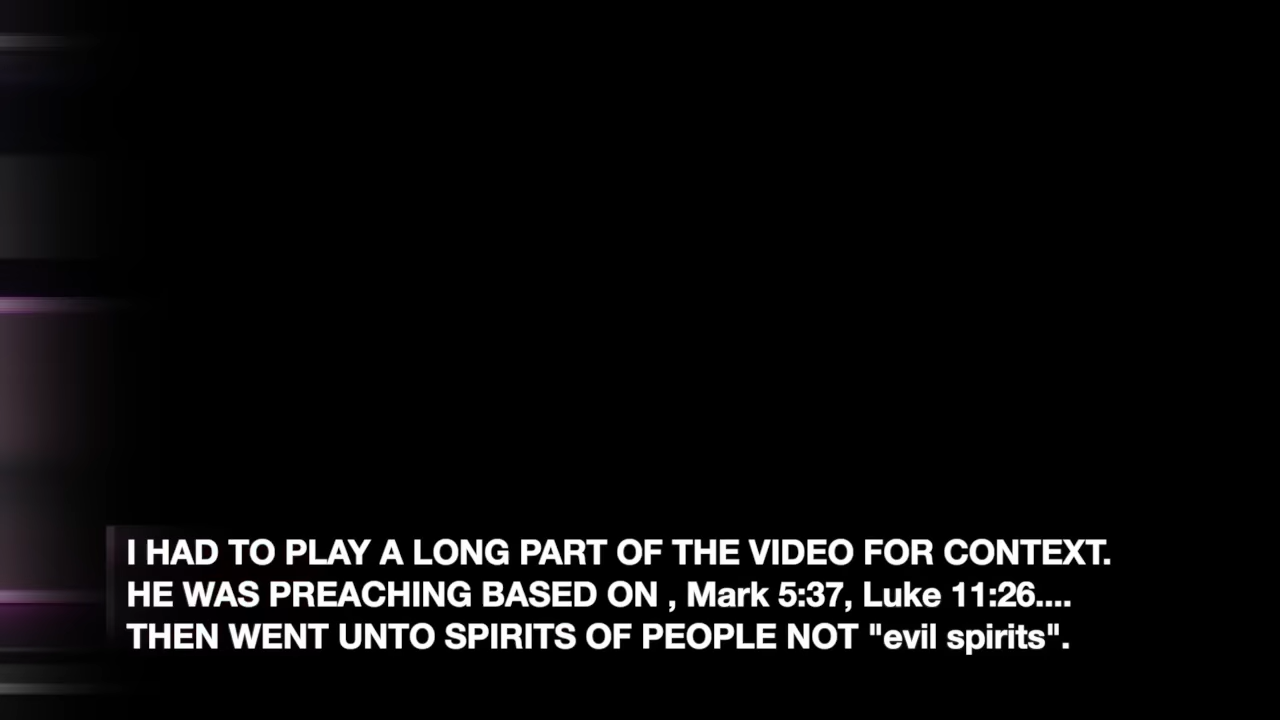 I HAD TO PLAY A LONG PART OF THE VIDEO FOR CONTEXT.
HE WAS PREACHING BASED ON , Mark 5:37, Luke 11:26....
THEN WENT UNTO SPIRITS OF PEOPLE NOT "evil spirits".